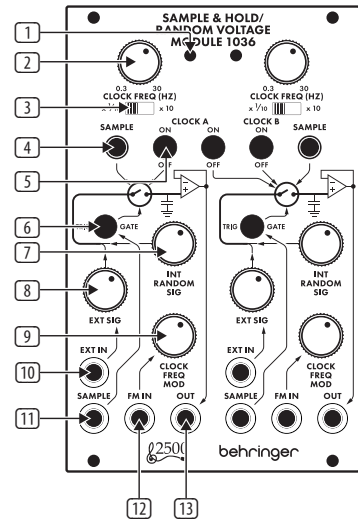 SAMPLE & HOLD/
RANDOM VOLTAGE
MODULE 1036
1
2
0.3 30 0.3 30
CLOCK FREQ (HZ) CLOCK FREQ (HZ)
3 x 1/10 x 10 x 1/10 x 10
CLOCK A CLOCK B
SAMPLE ON ON SAMPLE
4
5 OFF OFF OFF
6 TRIG GATE TRIG GATE
7
INT INT
RANDOM RANDOM
SIG SIG
8
EXT SIG EXT SIG
9
EXT IN CLOCK EXT IN CLOCK
FREQ FREQ
MOD MOD
10
SAMPLE FM IN OUT SAMPLE FM IN OUT
11
2500 behringer
12 13